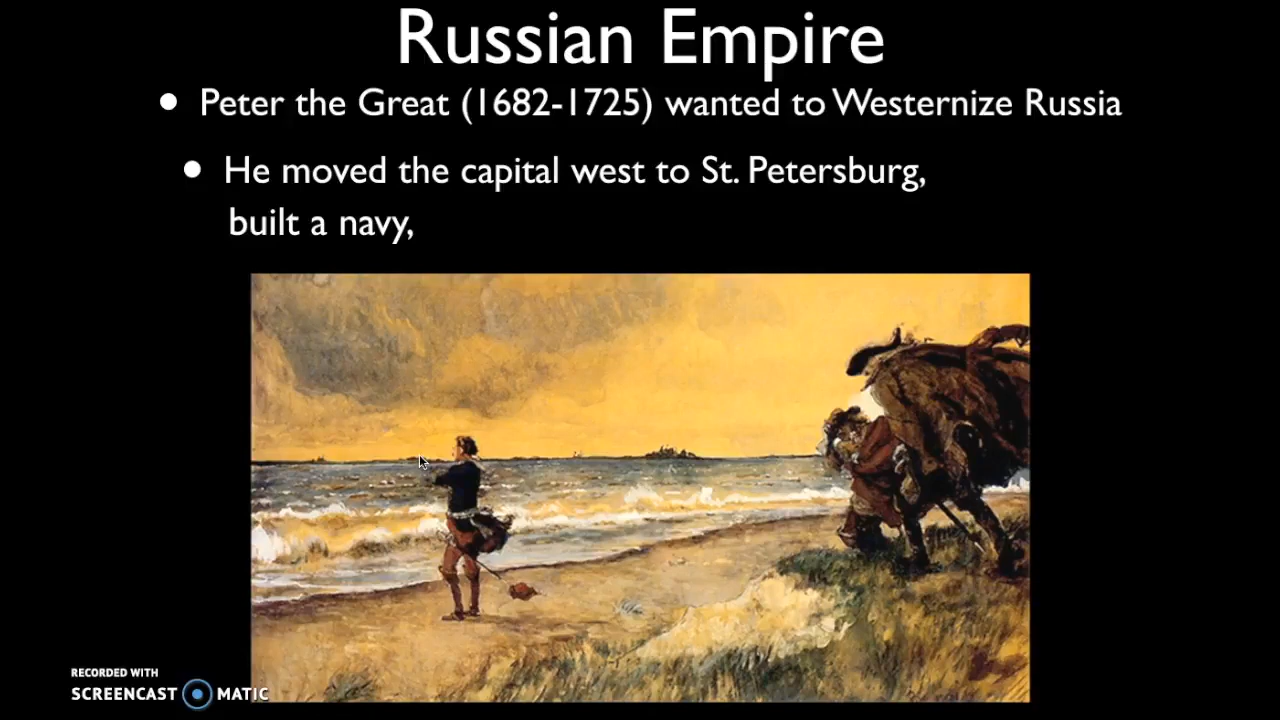 Russian Empire
• Peter the Great (1682-1725) wanted to Westernize Russia
• He moved the capital west to St. Petersburg,
built a navy,
RECORDED WITH
SCREENCAST MATIC